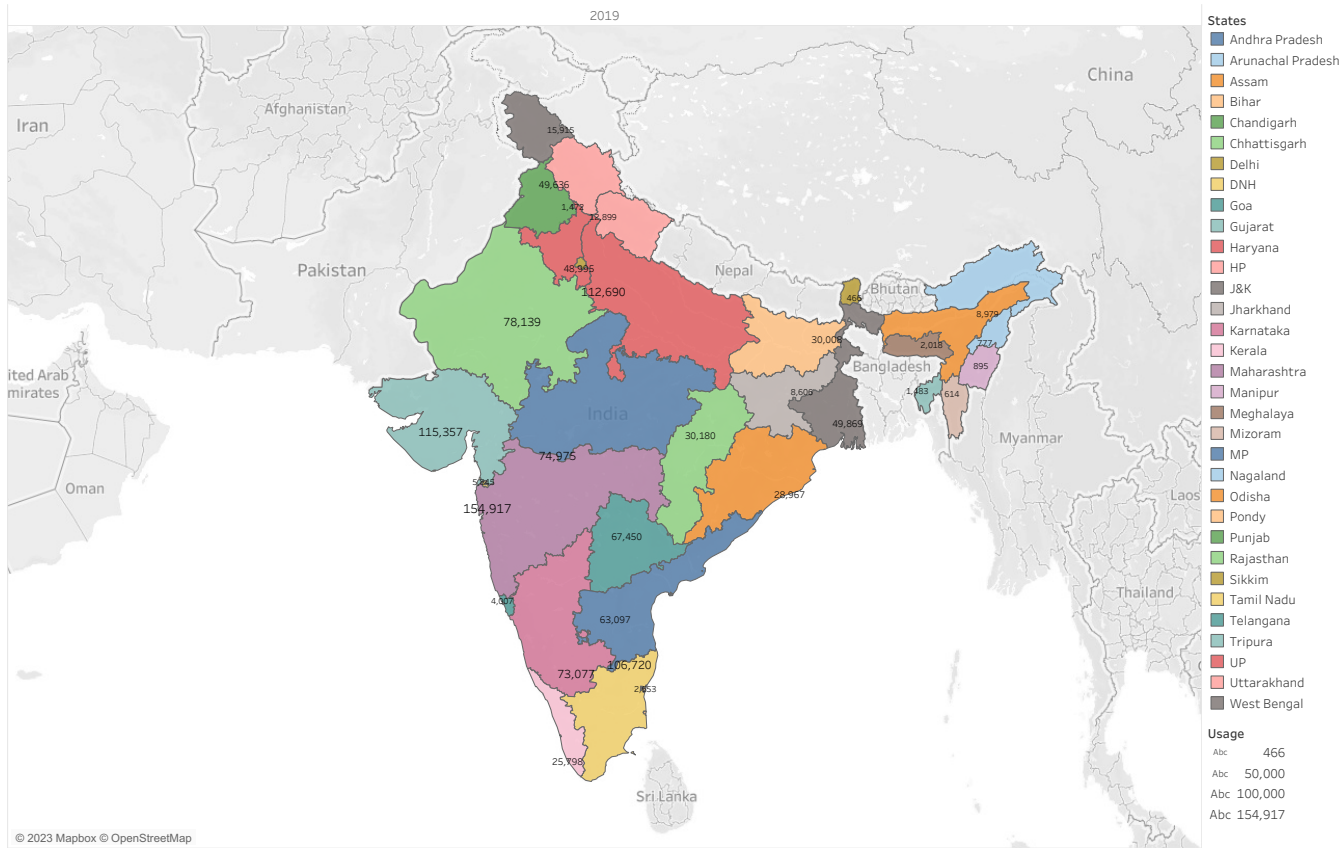 2019
China
Afghanistan
Iran
15,915
49,636
1,472
12,899
Pakistan
Nepal
48,995
112,690
466
Bhutan
78,139
8,979
30,008
2,018
777
895
Bangladesh
ited Arab
mirates
8,605
1,483
614
India
49,869
115,357
30,180
Myanmar
74,975
Oman
28,967
Laos
154,917
67,450
4,007
63,097
Thailand
106,720
73,077
25,798
Sri Lanka
© 2023 Mapbox © OpenStreetMap
States
Andhra Pradesh
Arunachal Pradesh
Assam
Bihar
Chandigarh
Chhattisgarh
Delhi
DNH
Goa
Gujarat
Haryana
HP
J&K
Jharkhand
Karnataka
Kerala
Maharashtra
Manipur
Meghalaya
Mizoram
MP
Nagaland
Odisha
Pondy
Punjab
Rajasthan
Sikkim
Tamil Nadu
Telangana
Tripura
UP
Uttarakhand
West Bengal
Usage
Abc 466
Abc 50,000
Abc 100,000
Abc 154,917